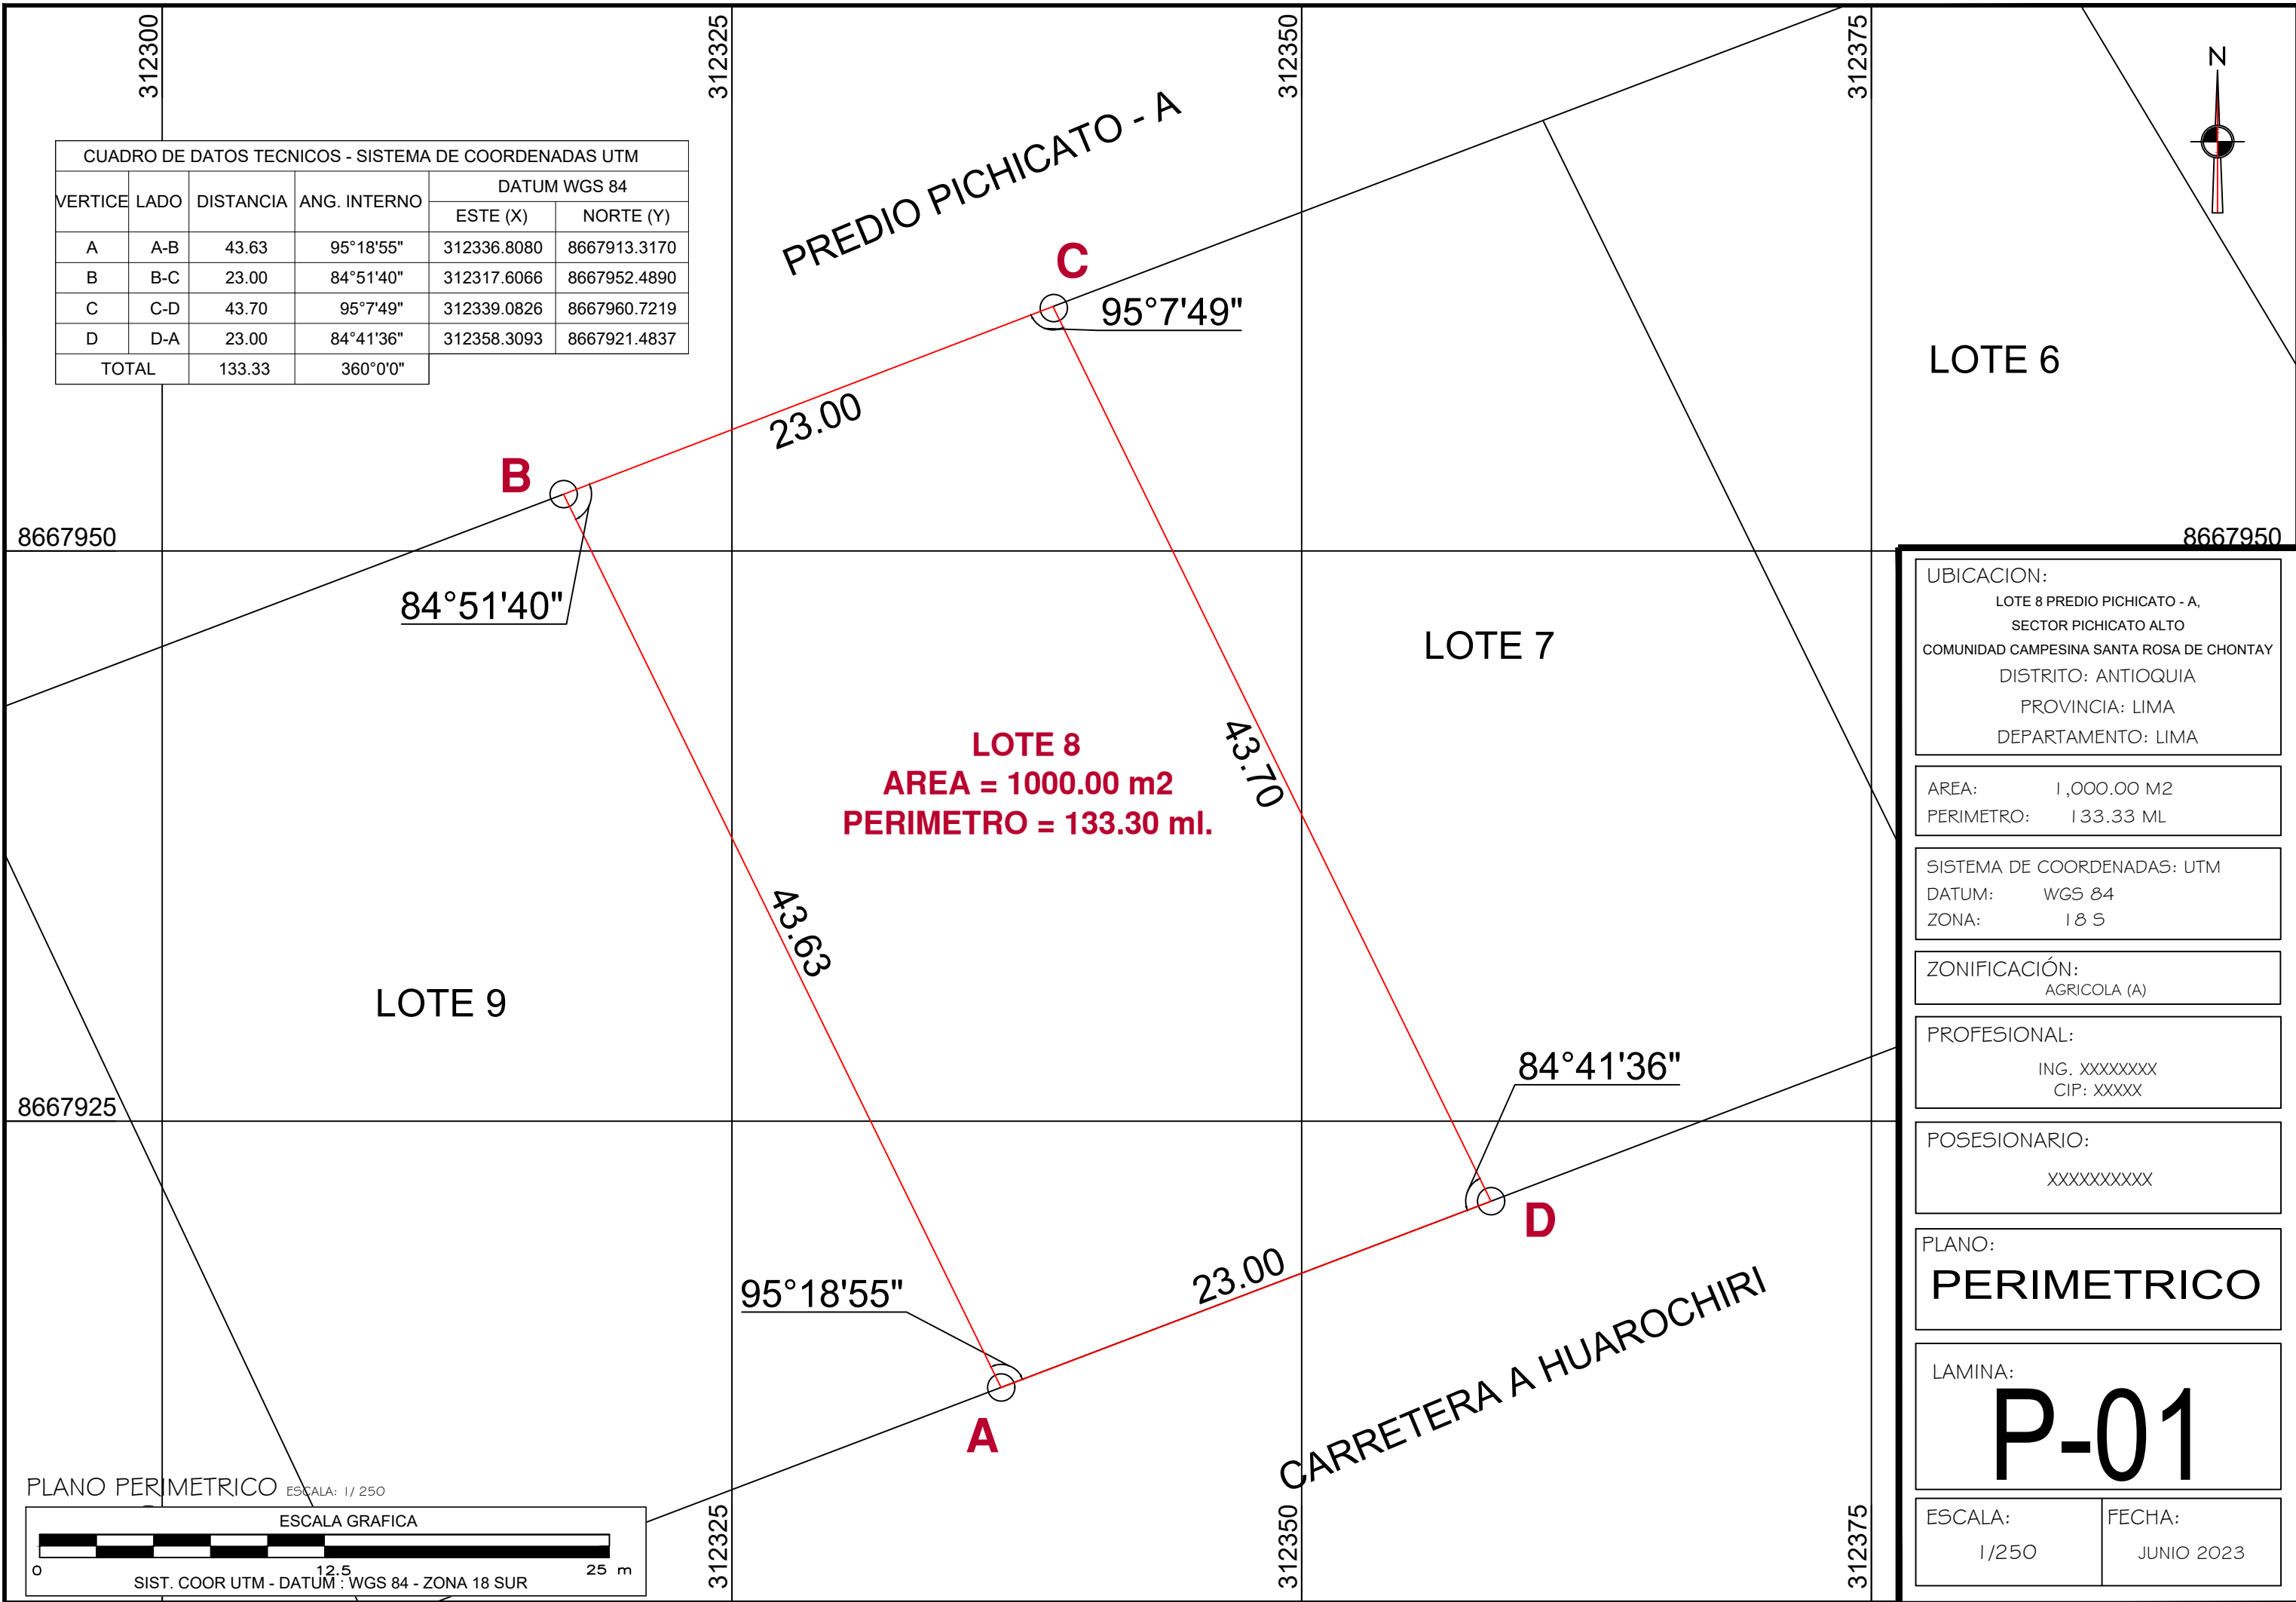 312300
312325
312350
312375
N
CUADRO DE DATOS TECNICOS - SISTEMA DE COORDENADAS UTM
VERTICE LADO DISTANCIA ANG. INTERNO DATUM WGS 84
ESTE (X) NORTE (Y)
A A-B 43.63 95°18'55" 312336.8080 8667913.3170
B B-C 23.00 84°51'40" 312317.6066 8667952.4890
C C-D 43.70 95°7'49" 312339.0826 8667960.7219
D D-A 23.00 84°41'36" 312358.3093 8667921.4837
TOTAL 133.33 360°0'0"
PREDIO PICHICATO - A
C
95°7'49"
LOTE 6
23.00
B
8667950
8667950
84°51'40"
LOTE 7
LOTE 8
AREA = 1000.00 m2
PERIMETRO = 133.30 ml.
43.70
43.63
LOTE 9
84°41'36"
8667925
D
95°18'55"
23.00
A
CARRETERA A HUAROCHIRI
PLANO PERIMETRICO ESCALA: 1/ 250
ESCALA GRAFICA
0 12.5 25 m
SIST. COOR UTM - DATUM : WGS 84 - ZONA 18 SUR
312325
312350
312375
UBICACION:
LOTE 8 PREDIO PICHICATO - A,
SECTOR PICHICATO ALTO
COMUNIDAD CAMPESINA SANTA ROSA DE CHONTAY
DISTRITO: ANTIOQUIA
PROVINCIA: LIMA
DEPARTAMENTO: LIMA
AREA: 1,000.00 M2
PERIMETRO: 133.33 ML
SISTEMA DE COORDENADAS: UTM
DATUM: WGS 84
ZONA: 18 S
ZONIFICACIÓN:
AGRICOLA (A)
PROFESIONAL:
ING. XXXXXXXX
CIP: XXXXX
POSESIONARIO:
XXXXXXXXXX
PLANO:
PERIMETRICO
LAMINA:
P-01
ESCALA:
1/250
FECHA:
JUNIO 2023